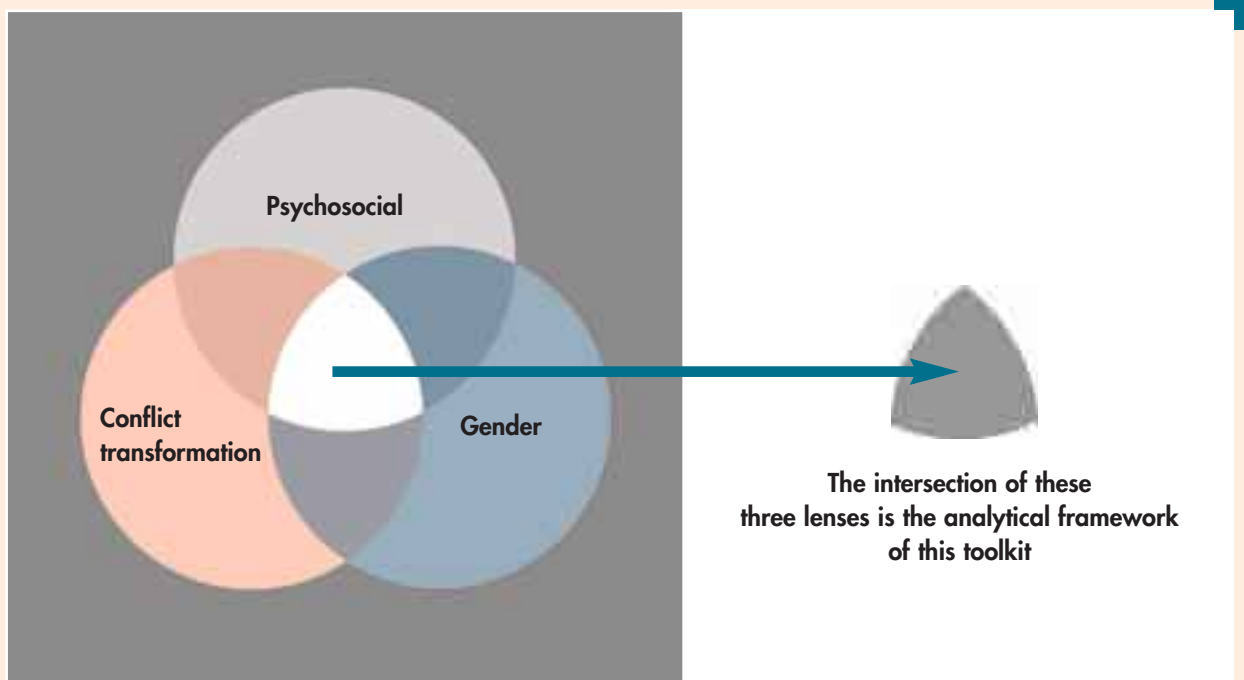 Psychosocial
Conflict
transformation
Gender
The intersection of these
three lenses is the analytical framework
of this toolkit